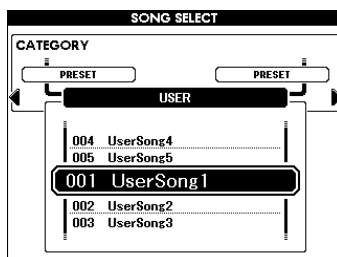 SONG SELECT
CATEGORY
PRESET PRESET
USER
004 UserSong4
005 UserSong5
001 UserSong1
002 UserSong2
003 UserSong3